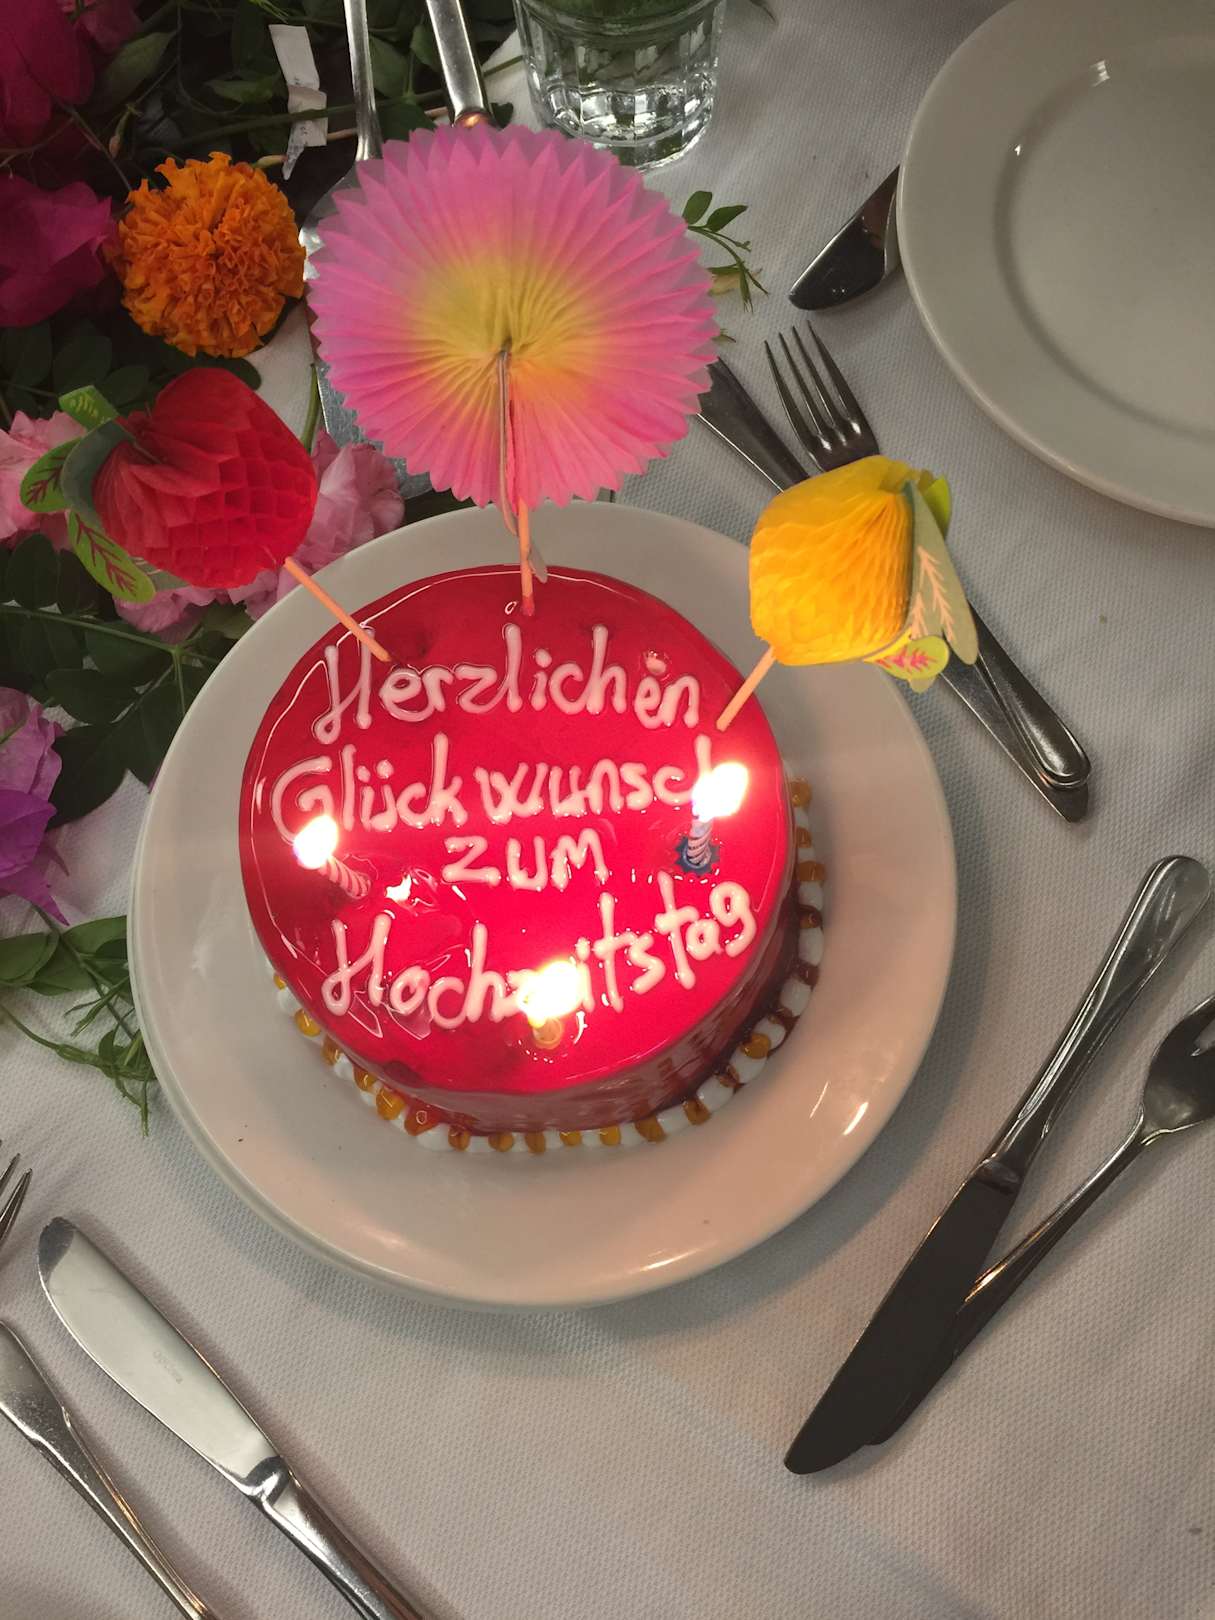 Herzlichen
Glückwunsch
zum
Hochzeitstag